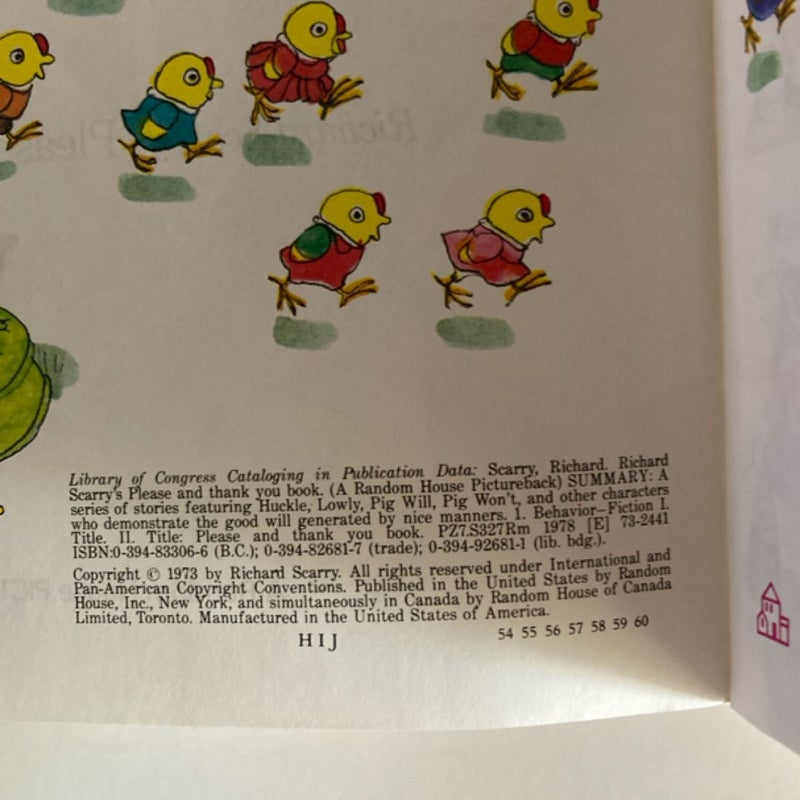 Library of Congress Cataloging in Publication Data: Scarry, Richard. Richard
Scarry's Please and thank you book. (A Random House Pictureback) SUMMARY: A
series of stories featuring Huckle, Lowly, Pig Will, Pig Won't, and other characters
who demonstrate the good will generated by nice manners. 1. Behavior—Fiction I.
Title. II. Title: Please and thank you book. PZ7.S327Rm 1978 [E] 73-2441
ISBN:0-394-83306-6 (B.C.); 0-394-82681-7 (trade); 0-394-92681-1 (lib. bdg.).
Copyright © 1973 by Richard Scarry. All rights reserved under International and
Pan-American Copyright Conventions. Published in the United States by Random
House, Inc., New York, and simultaneously in Canada by Random House of Canada
Limited, Toronto. Manufactured in the United States of America.
H I J 54 55 56 57 58 59 60